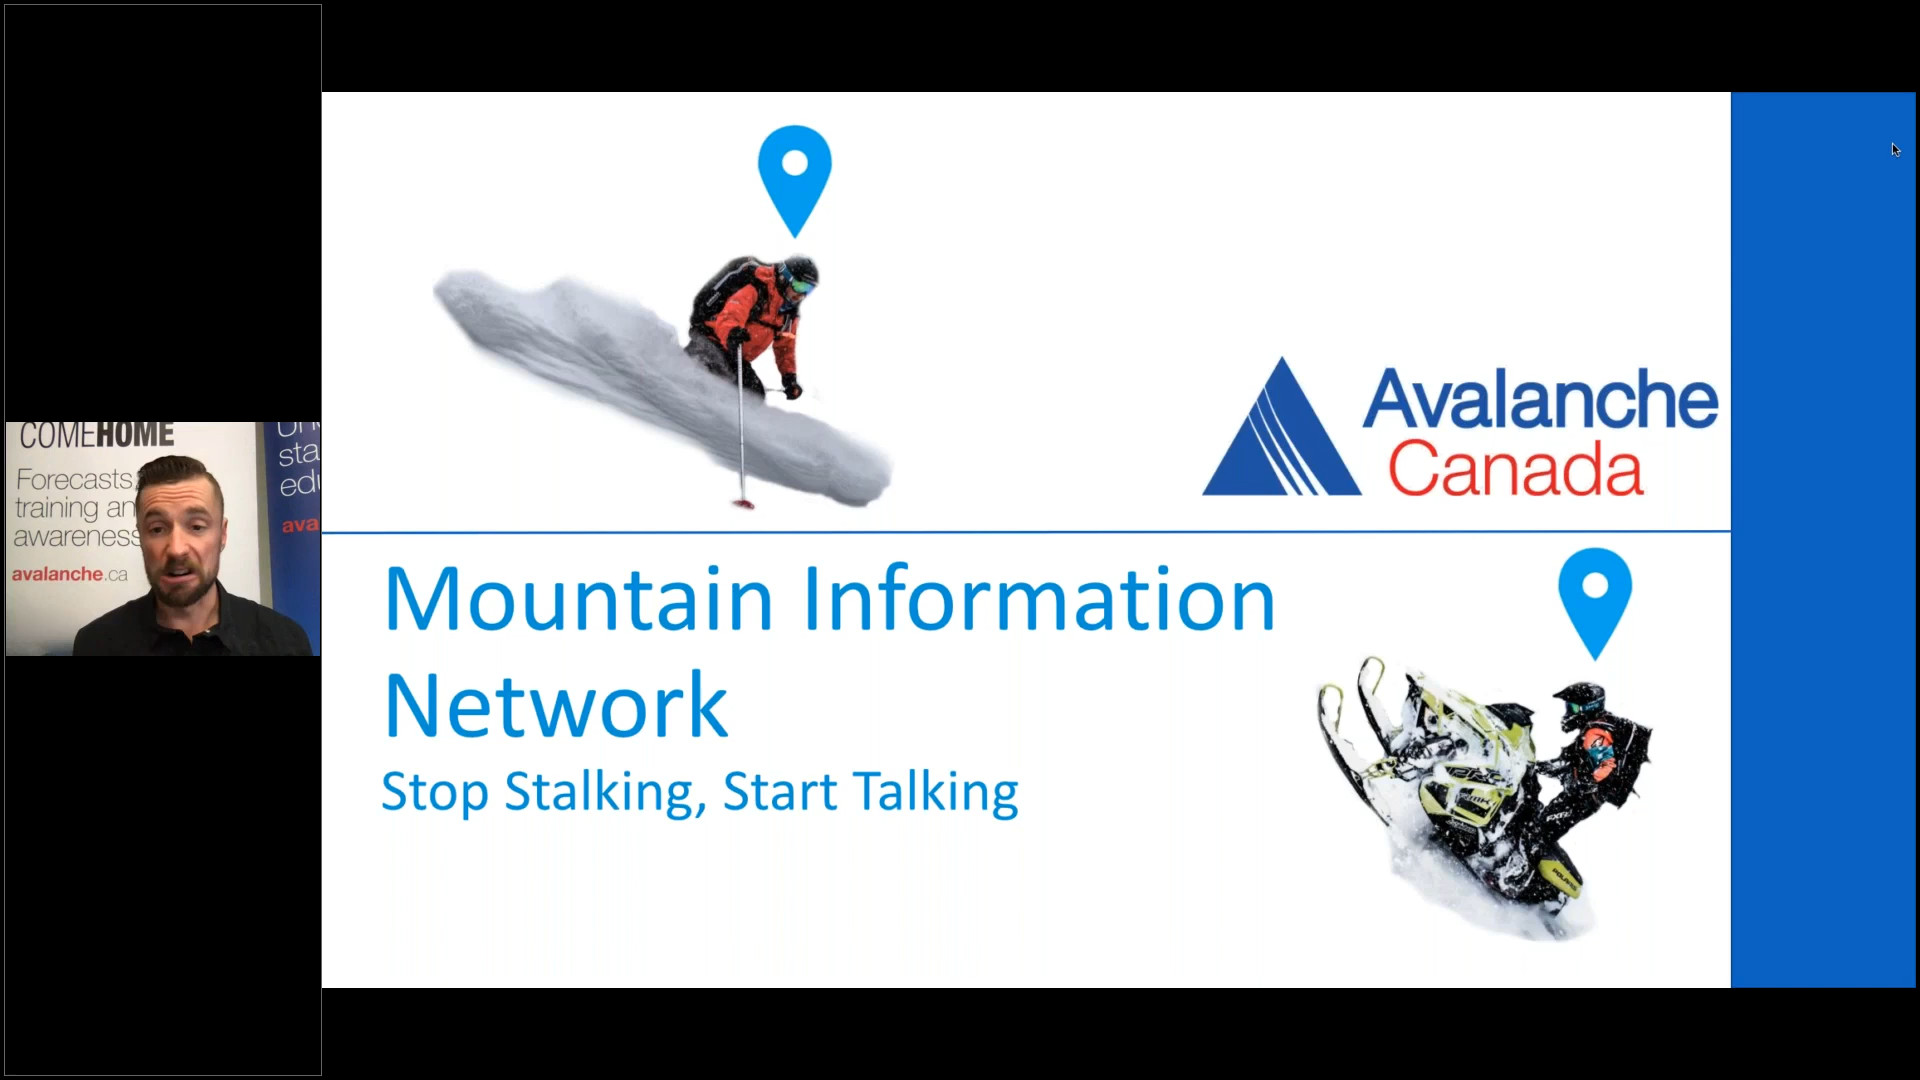 COMEHOME
Forecasts,
training an
awareness
avalanche.ca
sta
edu
ava
Avalanche
Canada
Mountain Information
Network
Stop Stalking, Start Talking
POLARIS